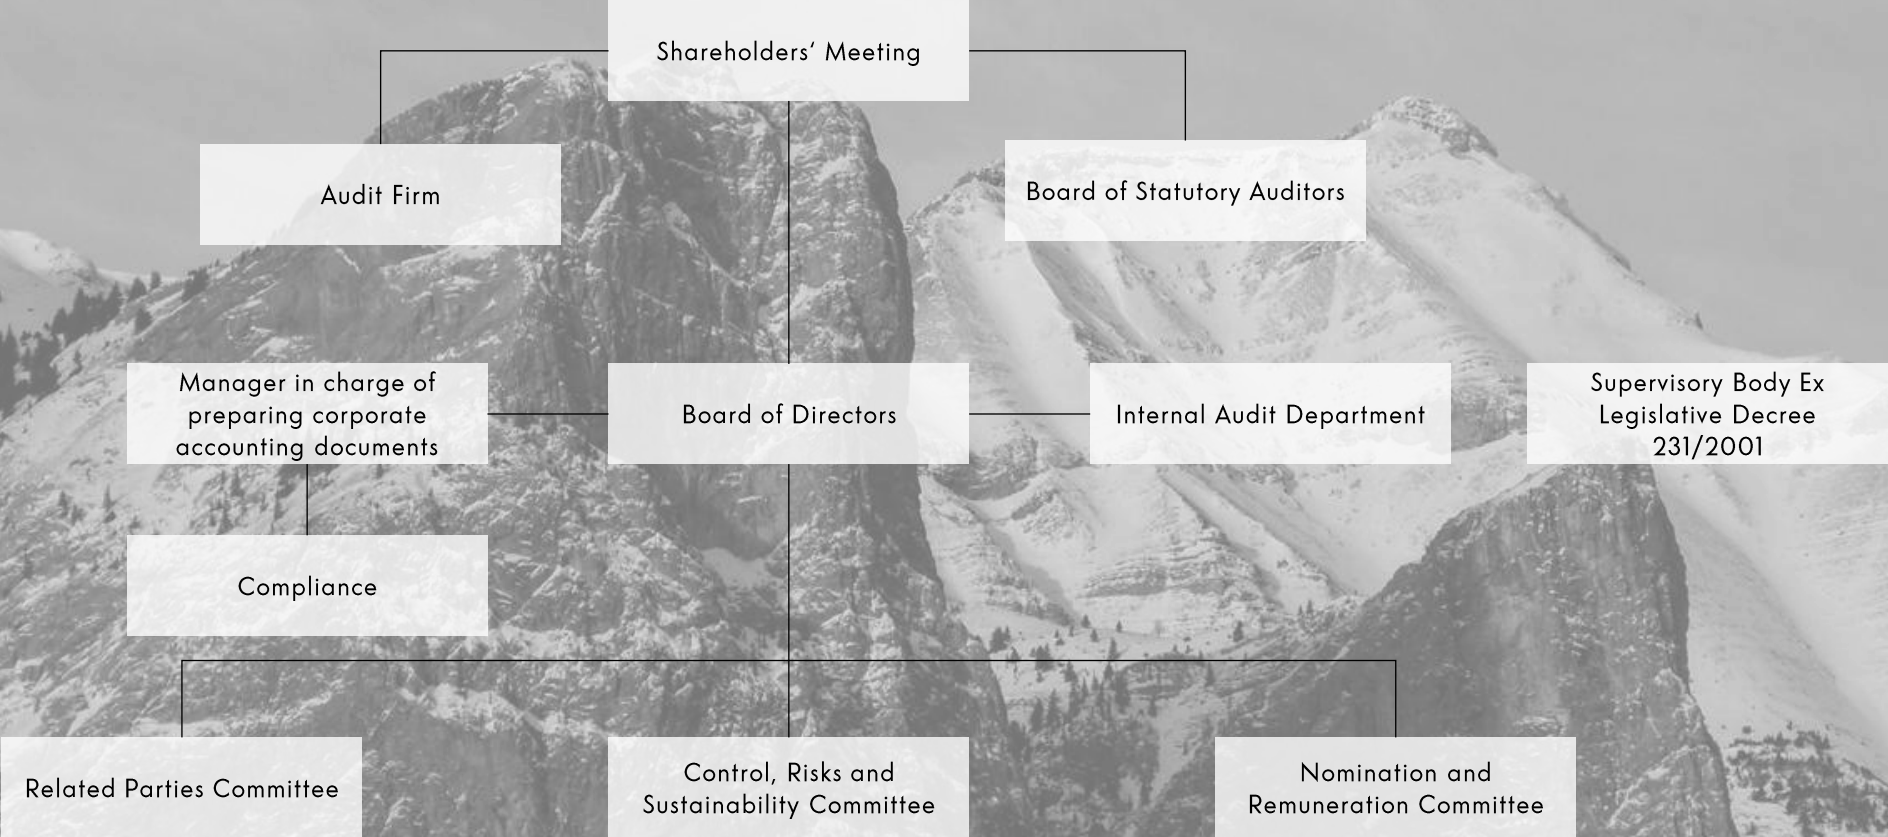 Shareholders‘ Meeting
Audit Firm
Board of Statutory Auditors
Manager in charge of
preparing corporate
accounting documents
Board of Directors
Internal Audit Department
Supervisory Body Ex
Legislative Decree
231/2001
Compliance
Related Parties Committee
Control, Risks and
Sustainability Committee
Nomination and
Remuneration Committee